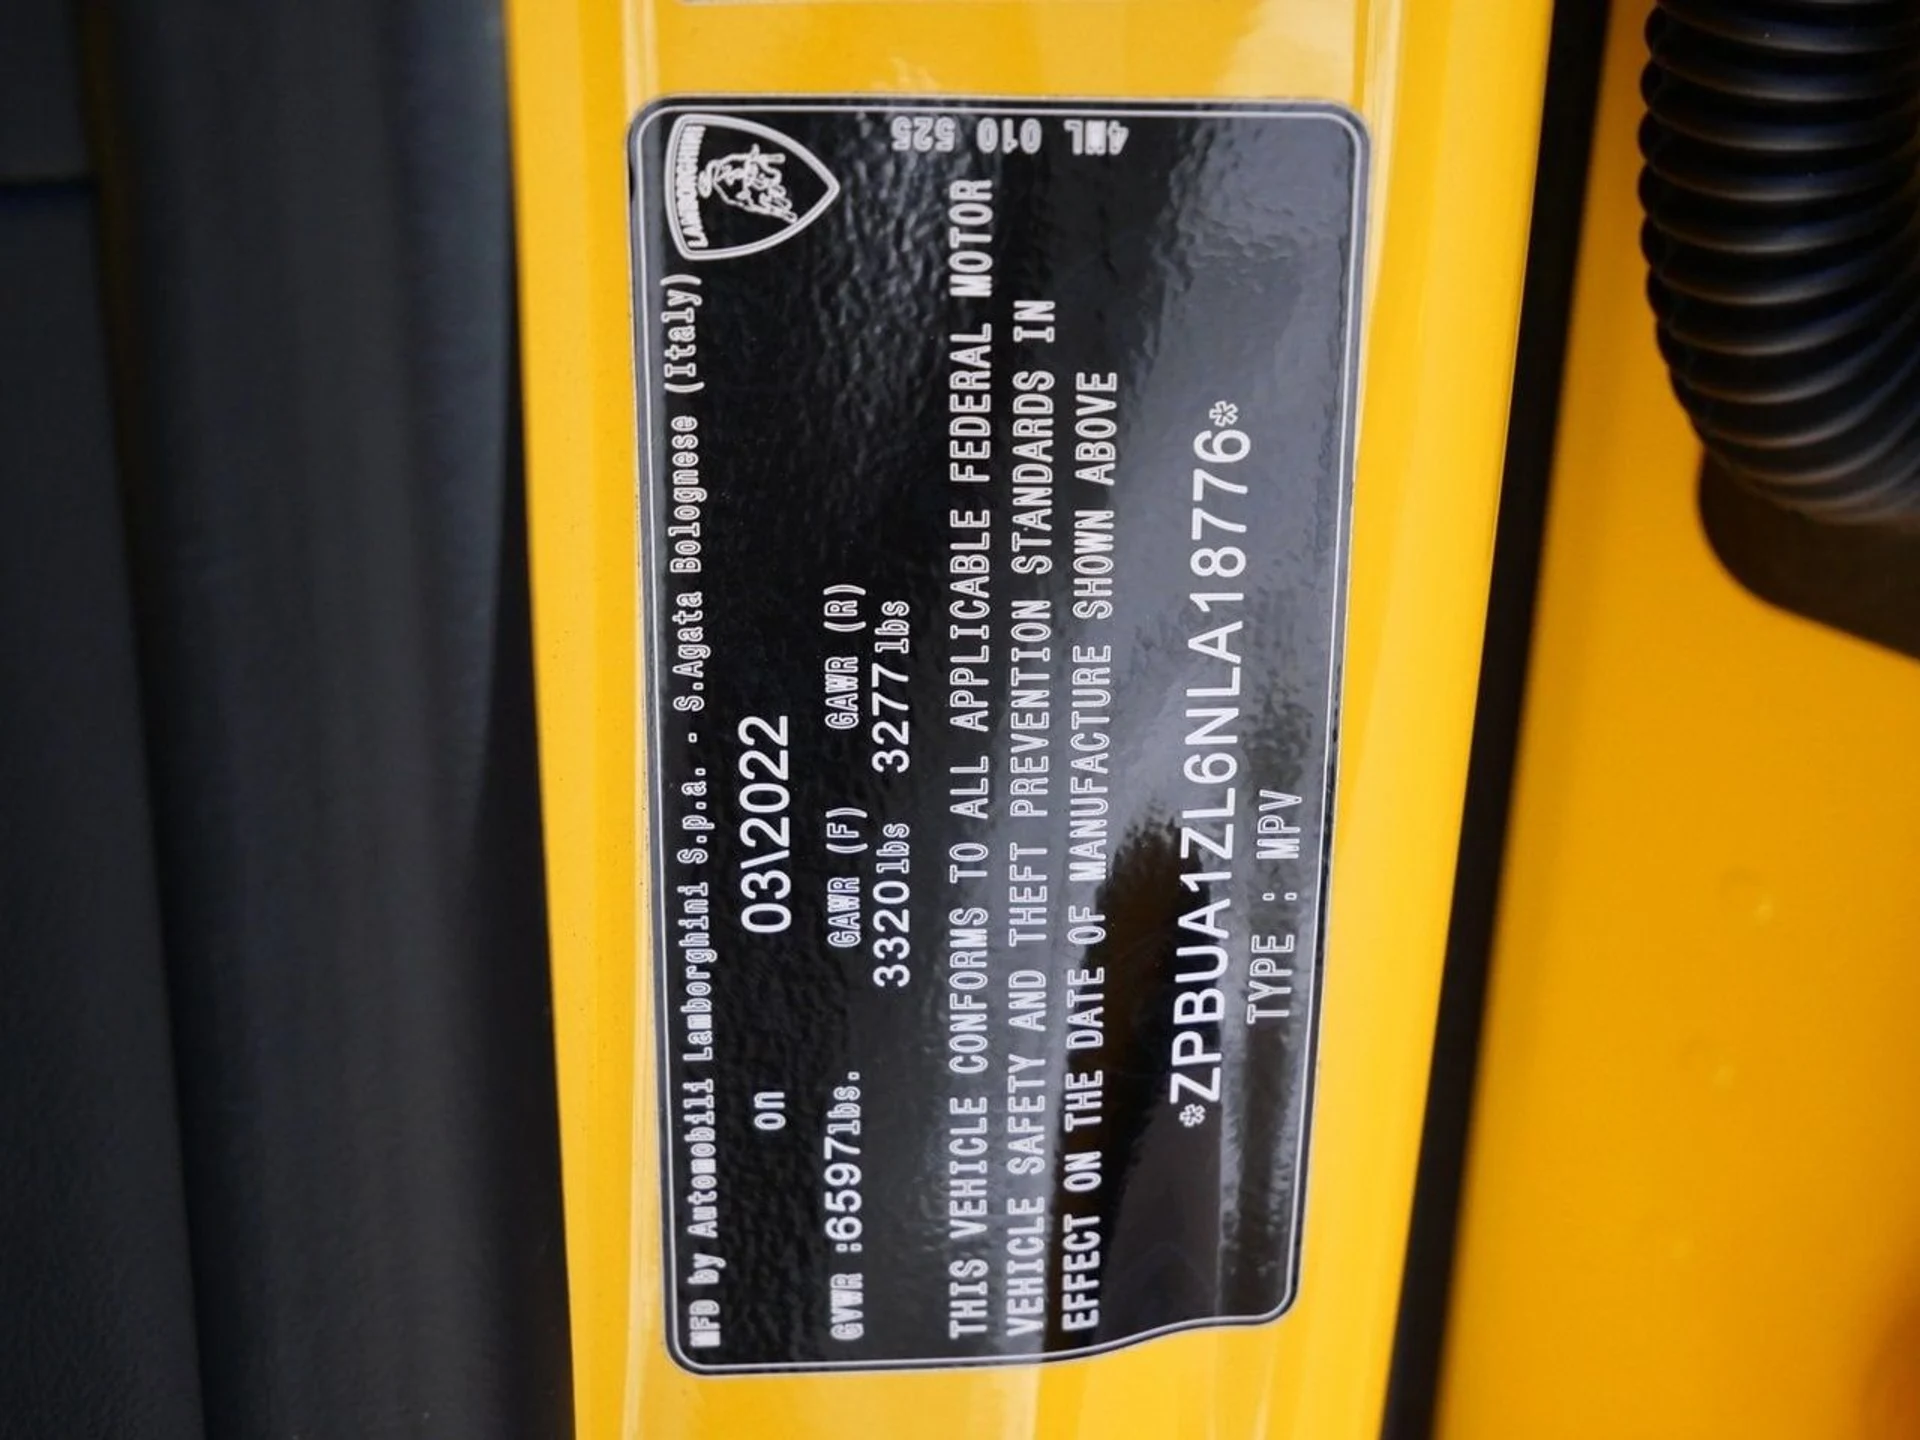 LAMBORGHINI
MFD by Automobili Lamborghini S.p.a. - S.Agata Bolognese (Italy)
on 03\2022
GVWR :6597lbs. GAWR (F) GAWR (R)
3320lbs 3277lbs
THIS VEHICLE CONFORMS TO ALL APPLICABLE FEDERAL MOTOR
VEHICLE SAFETY AND THEFT PREVENTION STANDARDS IN
EFFECT ON THE DATE OF MANUFACTURE SHOWN ABOVE
*ZPBUA1ZL6NLA18776*
TYPE : MPV
4ML 010 525